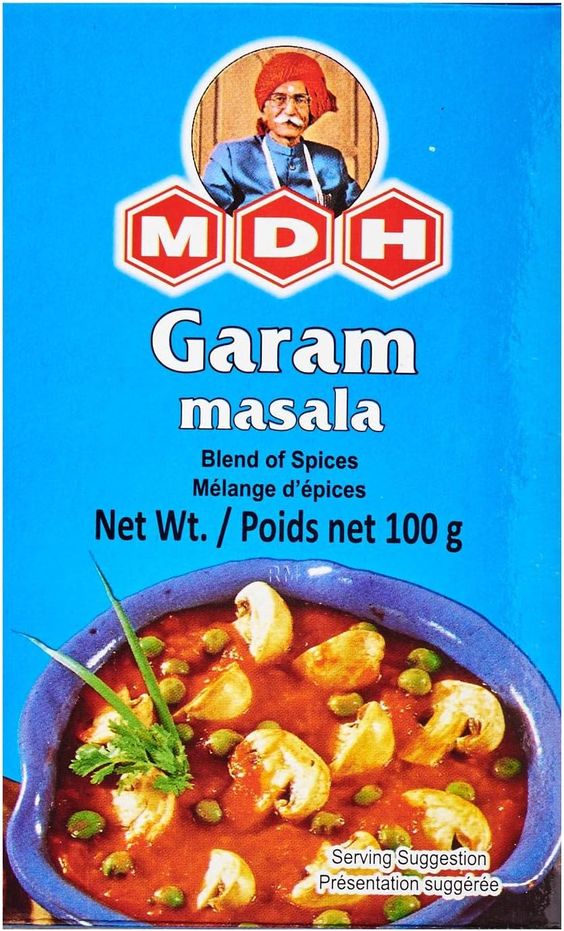 MDH
Garam
masala
Blend of Spices
Mélange d'épices
Net Wt. / Poids net 100 g
Serving Suggestion
Présentation suggérée